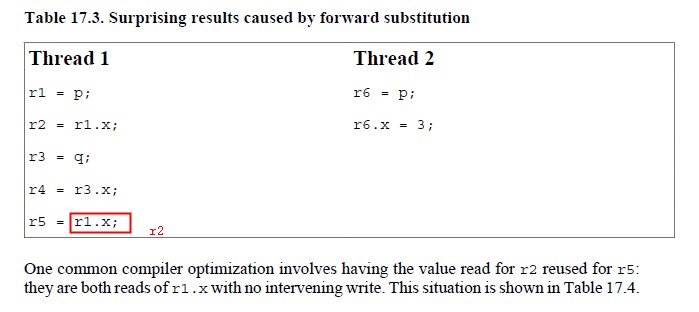 Table 17.3. Surprising results caused by forward substitution
Thread 1 Thread 2
r1 = p; r6 = p;
r2 = r1.x; r6.x = 3;
r3 = q;
r4 = r3.x;
r5 = r1.x; r2
One common compiler optimization involves having the value read for r2 reused for r5:
they are both reads of r1.x with no intervening write. This situation is shown in Table 17.4.